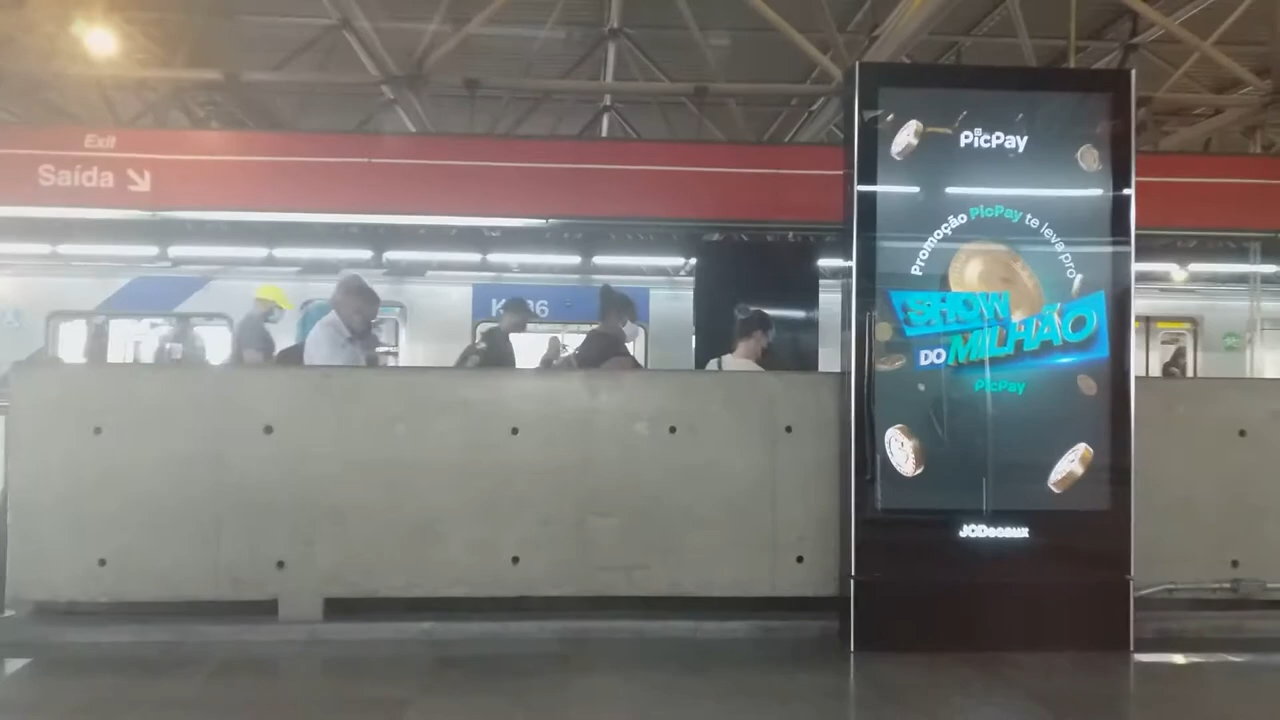 Exit
Saída
PicPay
Promoção PicPay te leva pro
SHOW
DO MILHÃO
PicPay
JCDecaux